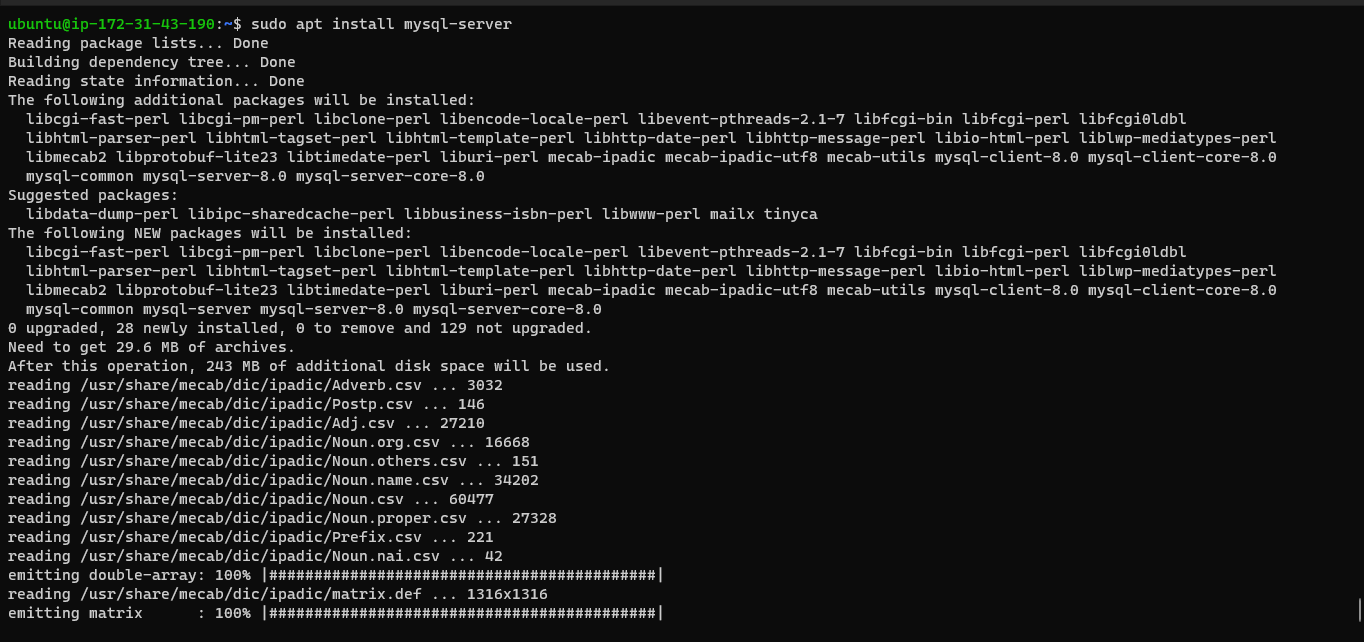 ubuntu@ip-172-31-43-190:~$ sudo apt install mysql-server
Reading package lists... Done
Building dependency tree... Done
Reading state information... Done
The following additional packages will be installed:
  libcgi-fast-perl libcgi-pm-perl libclone-perl libencode-locale-perl libevent-pthreads-2.1-7 libfcgi-bin libfcgi-perl libfcgi0ldbl
  libhtml-parser-perl libhtml-tagset-perl libhtml-template-perl libhttp-date-perl libhttp-message-perl libio-html-perl liblwp-mediatypes-perl
  libmecab2 libprotobuf-lite23 libtimedate-perl liburi-perl mecab-ipadic mecab-ipadic-utf8 mecab-utils mysql-client-8.0 mysql-client-core-8.0
  mysql-common mysql-server-8.0 mysql-server-core-8.0
Suggested packages:
  libdata-dump-perl libipc-sharedcache-perl libbusiness-isbn-perl libwww-perl mailx tinyca
The following NEW packages will be installed:
  libcgi-fast-perl libcgi-pm-perl libclone-perl libencode-locale-perl libevent-pthreads-2.1-7 libfcgi-bin libfcgi-perl libfcgi0ldbl
  libhtml-parser-perl libhtml-tagset-perl libhtml-template-perl libhttp-date-perl libhttp-message-perl libio-html-perl liblwp-mediatypes-perl
  libmecab2 libprotobuf-lite23 libtimedate-perl liburi-perl mecab-ipadic mecab-ipadic-utf8 mecab-utils mysql-client-8.0 mysql-client-core-8.0
  mysql-common mysql-server mysql-server-8.0 mysql-server-core-8.0
0 upgraded, 28 newly installed, 0 to remove and 129 not upgraded.
Need to get 29.6 MB of archives.
After this operation, 243 MB of additional disk space will be used.
reading /usr/share/mecab/dic/ipadic/Adverb.csv ... 3032
reading /usr/share/mecab/dic/ipadic/Postp.csv ... 146
reading /usr/share/mecab/dic/ipadic/Adj.csv ... 27210
reading /usr/share/mecab/dic/ipadic/Noun.org.csv ... 16668
reading /usr/share/mecab/dic/ipadic/Noun.others.csv ... 151
reading /usr/share/mecab/dic/ipadic/Noun.name.csv ... 34202
reading /usr/share/mecab/dic/ipadic/Noun.csv ... 60477
reading /usr/share/mecab/dic/ipadic/Noun.proper.csv ... 27328
reading /usr/share/mecab/dic/ipadic/Prefix.csv ... 221
reading /usr/share/mecab/dic/ipadic/Noun.nai.csv ... 42
emitting double-array: 100% |###########################################|
reading /usr/share/mecab/dic/ipadic/matrix.def ... 1316x1316
emitting matrix      : 100% |###########################################|